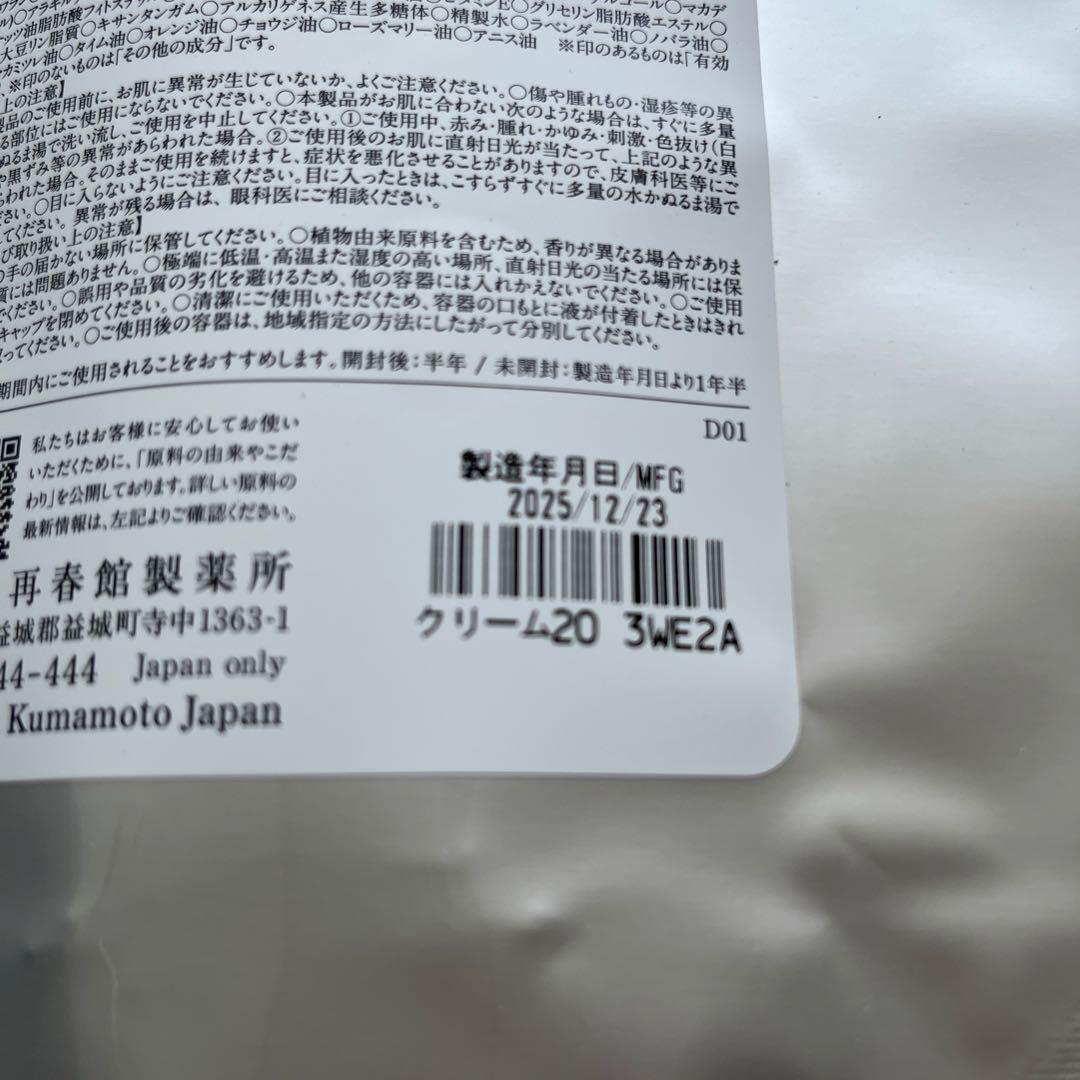 コール○マカデ
ナッツ油脂肪酸フィトステリ
○グリセリン脂肪酸エステル○
大豆リン脂質○キサンタンガム○アルカリゲネス産生多糖体○精製水○ラベンダー油○ノバラ油○
カミツレ油○タイム油○オレンジ油○チョウジ油○ローズマリー油○アニス油 ※印のあるものは「有効
※印のないものは「その他の成分」です。
上の注意】
製品のご使用前に、お肌に異常が生じていないか、よくご注意ください。○傷や腫れもの・湿疹等の異
る部位にはご使用にならないでください。○本製品がお肌に合わない次のような場合は、すぐに多量
かぬるま湯で洗い流し、ご使用を中止してください。①ご使用中、赤み・腫れ・かゆみ・刺激・色抜け(白
や黒ずみ等の異常があらわれた場合。②ご使用後のお肌に直射日光が当たって、上記のような異
らわれた場合。そのままご使用を続けますと、症状を悪化させることがありますので、皮膚科医等にご
ださい。○目に入らないようにご注意ください。目に入ったときは、こすらずすぐに多量の水かぬるま湯で
してください。異常が残る場合は、眼科医にご相談ください。
び取り扱い上の注意】
の手の届かない場所に保管してください。○植物由来原料を含むため、香りが異なる場合がありま
質には問題ありません。○極端に低温・高温また湿度の高い場所、直射日光の当たる場所には保
でください。○誤用や品質の劣化を避けるため、他の容器には入れかえないでください。○ご使用
キャップを閉めてください。○清潔にご使用いただくため、容器の口もとに液が付着したときはきれ
取ってください。○ご使用後の容器は、地域指定の方法にしたがって分別してください。
期間内にご使用されることをおすすめします。開封後:半年 / 未開封:製造年月日より1年半
D01
私たちはお客様に安心してお使い
いただくために、「原料の由来やこだ
わり」を公開しております。詳しい原料の
最新情報は、左記よりご確認ください。
再春館製薬所
益城郡益城町寺中1363-1
44-444 Japan only
Kumamoto Japan
製造年月日/MFG
2025/12/23
クリーム20 3WE2A